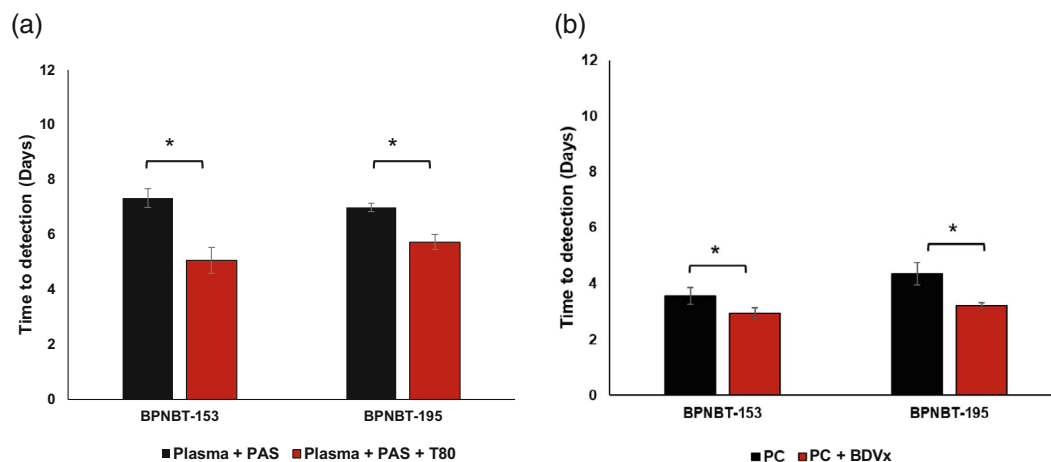 (a)
Time to detection (Days)
12
10
8
6
4
2
0
*
*
BPNBT-153 BPNBT-195
Plasma + PAS Plasma + PAS + T80
(b)
Time to detection (Days)
12
10
8
6
4
2
0
*
*
BPNBT-153 BPNBT-195
PC PC + BDVx